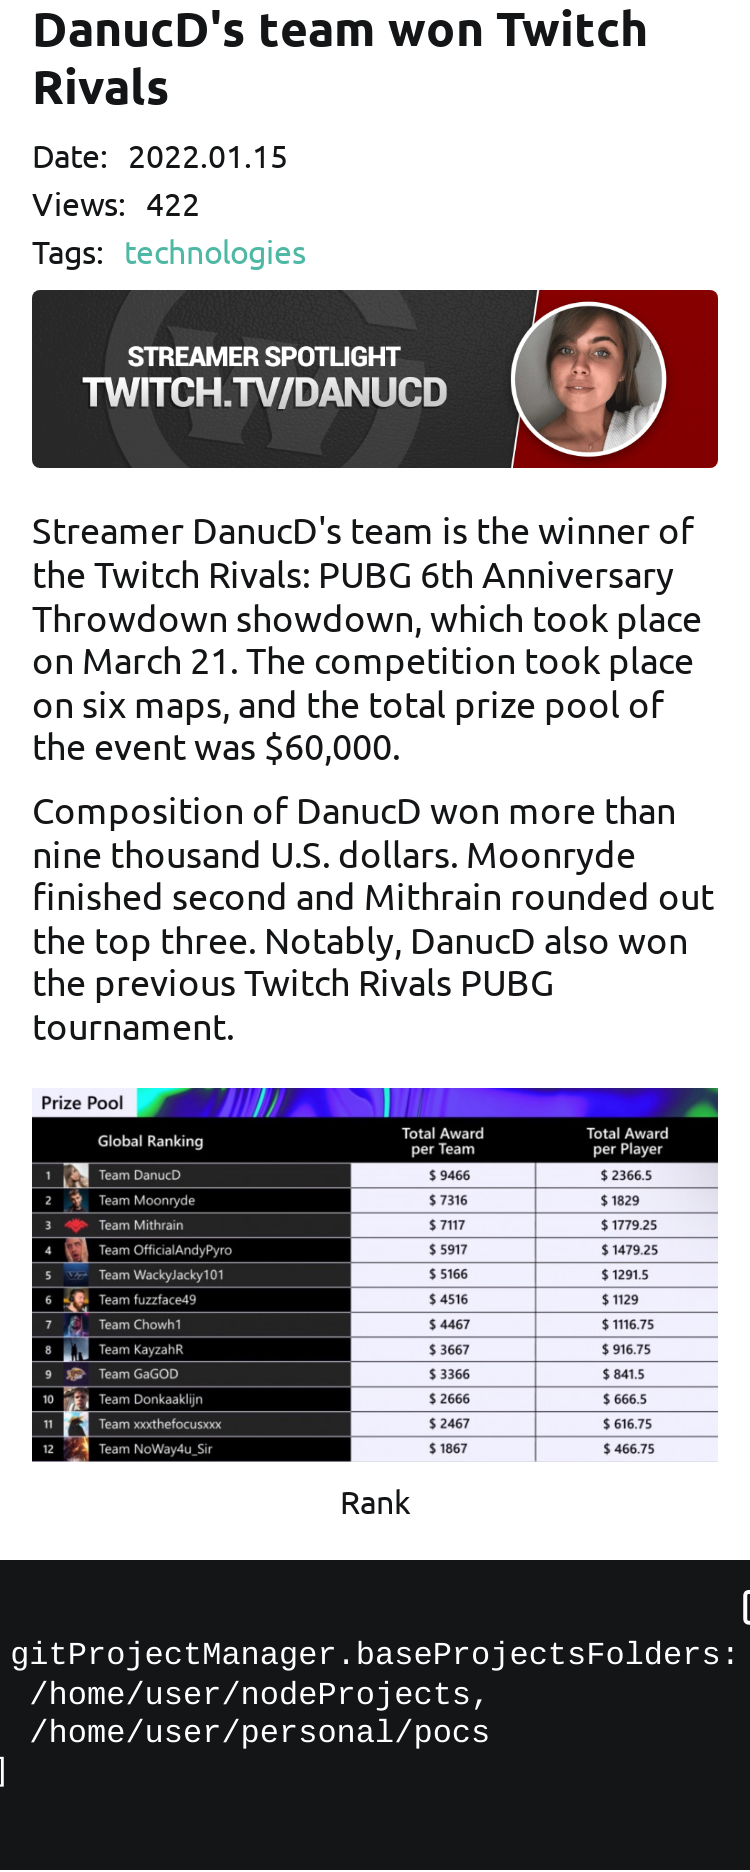 DanucD's team won Twitch
Rivals
Date: 2022.01.15
Views: 422
Tags: technologies
STREAMER SPOTLIGHT
TWITCH.TV/DANUCD
Streamer DanucD's team is the winner of
the Twitch Rivals: PUBG 6th Anniversary
Throwdown showdown, which took place
on March 21. The competition took place
on six maps, and the total prize pool of
the event was $60,000.
Composition of DanucD won more than
nine thousand U.S. dollars. Moonryde
finished second and Mithrain rounded out
the top three. Notably, DanucD also won
the previous Twitch Rivals PUBG
tournament.
Prize Pool
Global Ranking Total Award per Team Total Award per Player
1 Team DanucD $ 9466 $ 2366.5
2 Team Moonryde $ 7316 $ 1829
3 Team Mithrain $ 7117 $ 1779.25
4 Team OfficialAndyPyro $ 5917 $ 1479.25
5 Team WackyJacky101 $ 5166 $ 1291.5
6 Team fuzzface49 $ 4516 $ 1129
7 Team Chowh1 $ 4467 $ 1116.75
8 Team KayzahR $ 3667 $ 916.75
9 Team GaGOD $ 3366 $ 841.5
10 Team Donkaaklijn $ 2666 $ 666.5
11 Team xxxthefocusxxx $ 2467 $ 616.75
12 Team NoWay4u_Sir $ 1867 $ 466.75
Rank
gitProjectManager.baseProjectsFolders:
/home/user/nodeProjects,
/home/user/personal/pocs
]